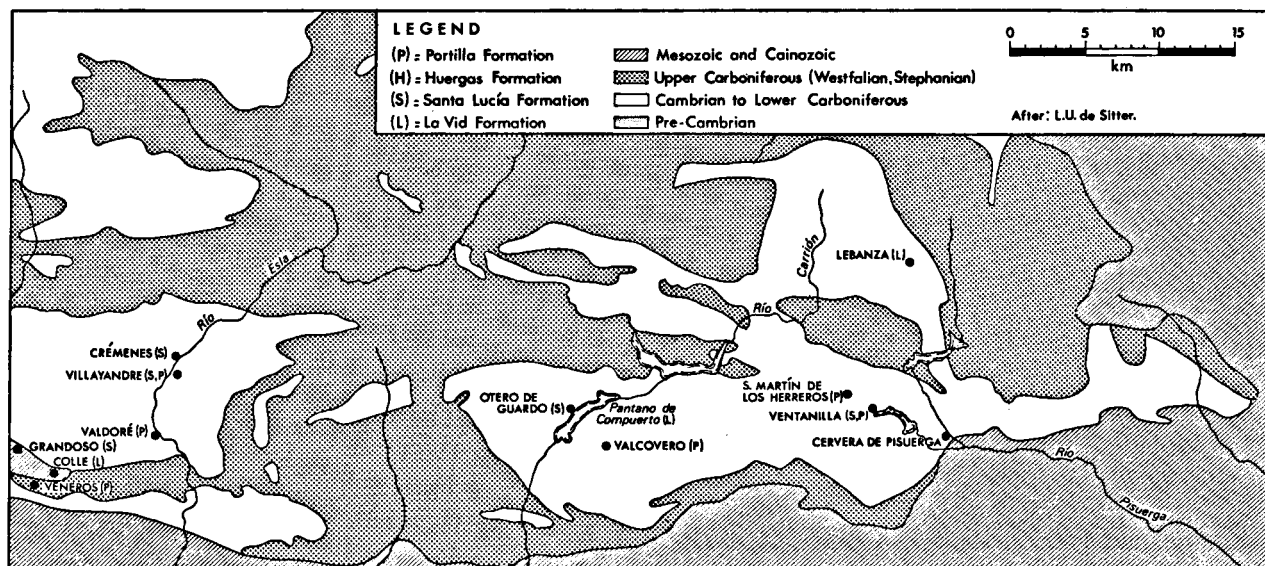 LEGEND
(P) = Portilla Formation
(H) = Huergas Formation
(S) = Santa Lucía Formation
(L) = La Vid Formation
Mesozoic and Cainozoic
Upper Carboniferous (Westfalian, Stephanian)
Cambrian to Lower Carboniferous
Pre-Cambrian
0 5 10 15
km
After: L.U. de Sitter.
Esla
Río
CRÉMENES (S)
VILLAYANDRE (S,P)
VALDORÉ (P)
GRANDOSO (S)
COLLE (L)
VENEROS (P)
LEBANZA (L)
Carrión
Río
OTERO DE
GUARDO (S)
Pantano de
Compuerto (L)
VALCOVERO (P)
S. MARTÍN DE
LOS HERREROS (P)
VENTANILLA (S,P)
CERVERA DE PISUERGA
Río
Pisuerga